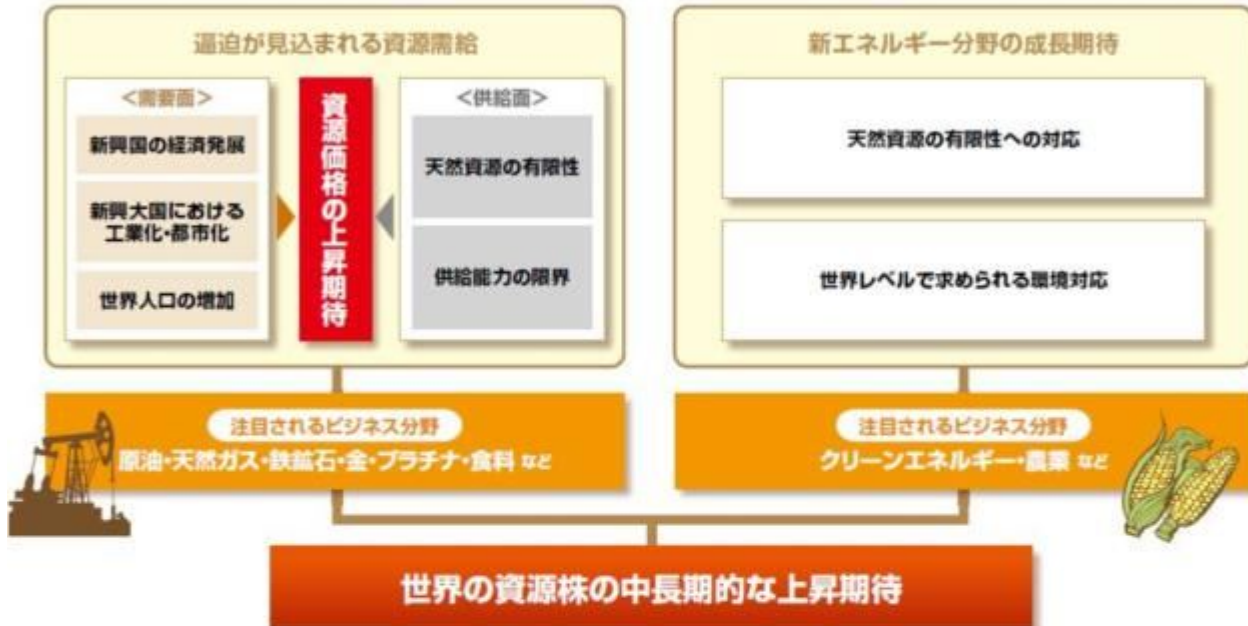 逼迫が見込まれる資源需給
<需要面>
新興国の経済発展
新興大国における
工業化・都市化
世界人口の増加
資源価格の上昇期待
<供給面>
天然資源の有限性
供給能力の限界
新エネルギー分野の成長期待
天然資源の有限性への対応
世界レベルで求められる環境対応
注目されるビジネス分野
原油・天然ガス・鉄鉱石・金・プラチナ・食料 など
注目されるビジネス分野
クリーンエネルギー・農業 など
世界の資源株の中長期的な上昇期待